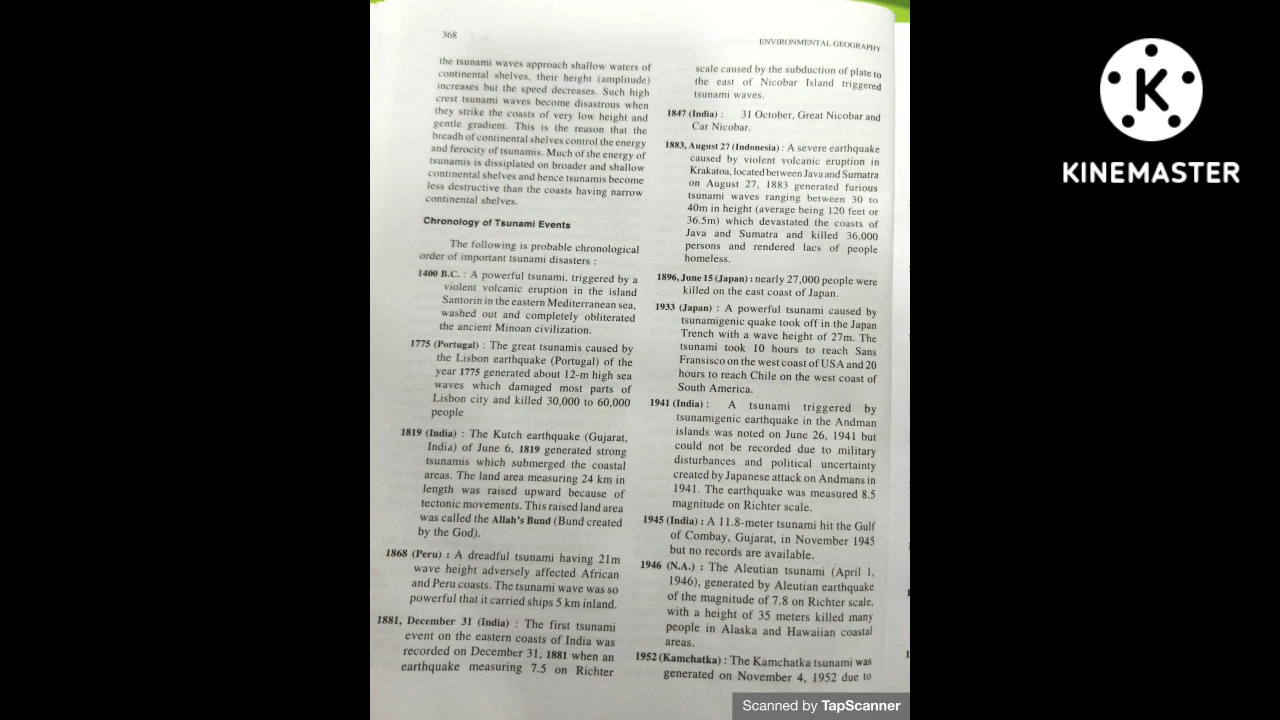 368
ENVIRONMENTAL GEOGRAPHY
the tsunami waves approach shallow waters of
continental shelves, their height (amplitude)
increases but the speed decreases. Such high
crest tsunami waves become disastrous when
they strike the coasts of very low height and
gentle gradient. This is the reason that the
breadh of continental shelves control the energy
and ferocity of tsunamis. Much of the energy of
tsunamis is dissiplated on broader and shallow
continental shelves and hence tsunamis become
less destructive than the coasts having narrow
continental shelves.
Chronology of Tsunami Events
The following is probable chronological
order of important tsunami disasters :
1400 B.C. : A powerful tsunami, triggered by a
violent volcanic eruption in the island
Santorin in the eastern Mediterranean sea,
washed out and completely obliterated
the ancient Minoan civilization.
1775 (Portugal) : The great tsunamis caused by
the Lisbon earthquake (Portugal) of the
year 1775 generated about 12-m high sea
waves which damaged most parts of
Lisbon city and killed 30,000 to 60,000
people
1819 (India) : The Kutch earthquake (Gujarat,
India) of June 6, 1819 generated strong
tsunamis which submerged the coastal
areas. The land area measuring 24 km in
length was raised upward because of
tectonic movements. This raised land area
was called the Allah's Bund (Bund created
by the God).
1868 (Peru) : A dreadful tsunami having 21m
wave height adversely affected African
and Peru coasts. The tsunami wave was so
powerful that it carried ships 5 km inland.
1881, December 31 (India) : The first tsunami
event on the eastern coasts of India was
recorded on December 31, 1881 when an
earthquake measuring 7.5 on Richter
scale caused by the subduction of plate to
the east of Nicobar Island triggered
tsunami waves.
1847 (India) : 31 October, Great Nicobar and
Car Nicobar.
1883, August 27 (Indonesia) : A severe earthquake
caused by violent volcanic eruption in
Krakatoa, located between Java and Sumatra
on August 27, 1883 generated furious
tsunami waves ranging between 30 to
40m in height (average being 120 feet or
36.5m) which devastated the coasts of
Java and Sumatra and killed 36,000
persons and rendered lacs of people
homeless.
1896, June 15 (Japan) : nearly 27,000 people were
killed on the east coast of Japan.
1933 (Japan) : A powerful tsunami caused by
tsunamigenic quake took off in the Japan
Trench with a wave height of 27m. The
tsunami took 10 hours to reach Sans
Fransisco on the west coast of USA and 20
hours to reach Chile on the west coast of
South America.
1941 (India) : A tsunami triggered by
tsunamigenic earthquake in the Andman
islands was noted on June 26, 1941 but
could not be recorded due to military
disturbances and political uncertainty
created by Japanese attack on Andmans in
1941. The earthquake was measured 8.5
magnitude on Richter scale.
1945 (India) : A 11.8-meter tsunami hit the Gulf
of Combay, Gujarat, in November 1945
but no records are available.
1946 (N.A.) : The Aleutian tsunami (April 1,
1946), generated by Aleutian earthquake
of the magnitude of 7.8 on Richter scale,
with a height of 35 meters killed many
people in Alaska and Hawaiian coastal
areas.
1952 (Kamchatka) : The Kamchatka tsunami was
generated on November 4, 1952 due to
Scanned by TapScanner
K
KINEMASTER